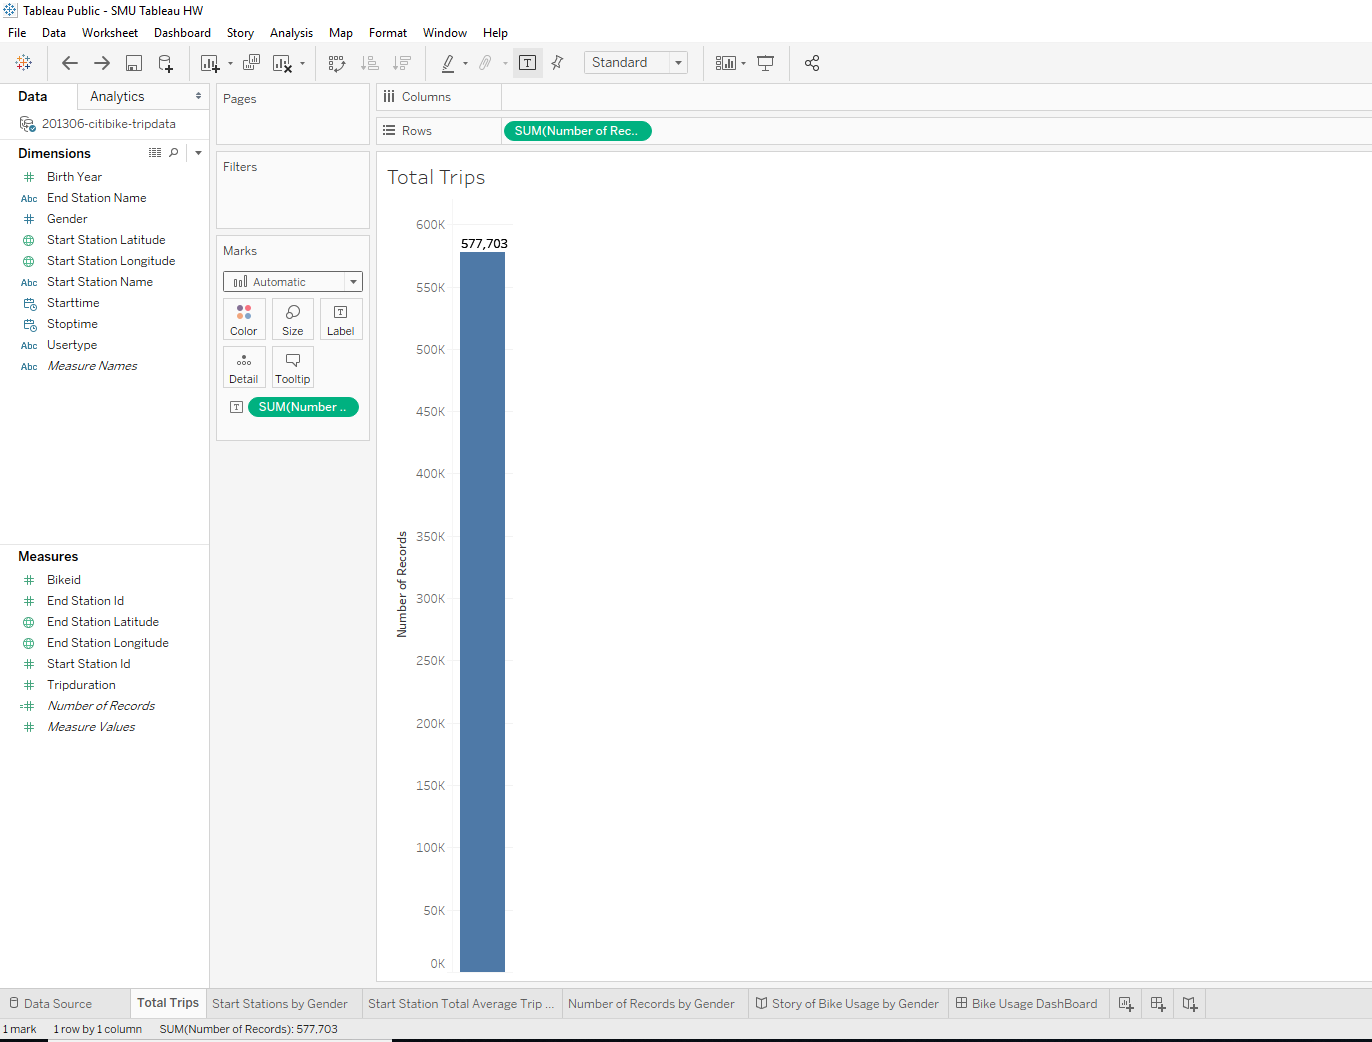 Tableau Public - SMU Tableau HW
File Data Worksheet Dashboard Story Analysis Map Format Window Help
Standard
Data Analytics
201306-citibike-tripdata
Dimensions
Birth Year
Abc End Station Name
Gender
Start Station Latitude
Start Station Longitude
Abc Start Station Name
Starttime
Stoptime
Abc Usertype
Abc Measure Names
Measures
Bikeid
End Station Id
End Station Latitude
End Station Longitude
Start Station Id
Tripduration
Number of Records
Measure Values
Pages
Filters
Marks
Automatic
Color Size Label
Detail Tooltip
SUM(Number ..
Columns
Rows SUM(Number of Rec..
Total Trips
600K
577,703
550K
500K
450K
400K
350K
300K
250K
200K
150K
100K
50K
0K
Number of Records
Data Source Total Trips Start Stations by Gender Start Station Total Average Trip ... Number of Records by Gender Story of Bike Usage by Gender Bike Usage DashBoard
1 mark 1 row by 1 column SUM(Number of Records): 577,703